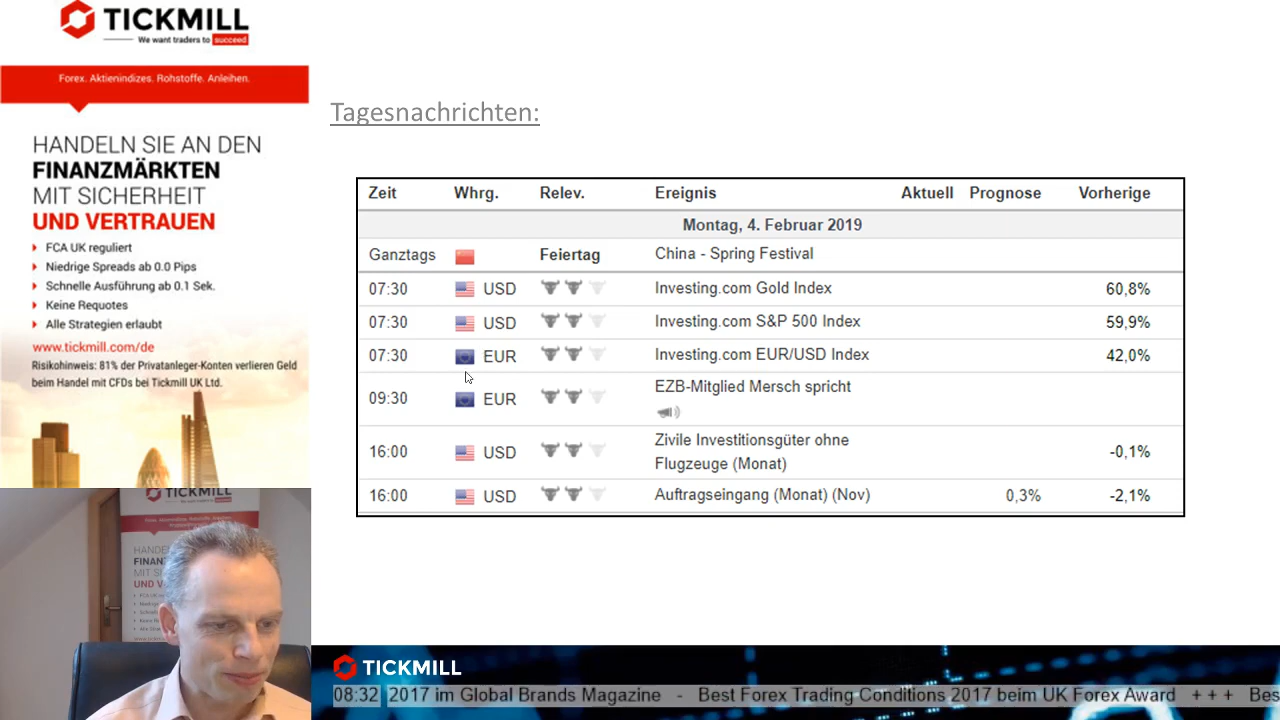 TICKMILL
We want traders to succeed
Forex. Aktienindizes. Rohstoffe. Anleihen.
HANDELN SIE AN DEN
FINANZMÄRKTEN
MIT SICHERHEIT
UND VERTRAUEN
FCA UK reguliert
Niedrige Spreads ab 0.0 Pips
Schnelle Ausführung ab 0.1 Sek.
Keine Requotes
Alle Strategien erlaubt
www.tickmill.com/de
Risikohinweis: 81% der Privatanleger-Konten verlieren Geld
beim Handel mit CFDs bei Tickmill UK Ltd.
Tagesnachrichten:
Zeit Whrg. Relev. Ereignis Aktuell Prognose Vorherige
Montag, 4. Februar 2019
Ganztags Feiertag China - Spring Festival
07:30 USD Investing.com Gold Index 60,8%
07:30 USD Investing.com S&P 500 Index 59,9%
07:30 EUR Investing.com EUR/USD Index 42,0%
09:30 EUR EZB-Mitglied Mersch spricht
16:00 USD Zivile Investitionsgüter ohne
Flugzeuge (Monat) -0,1%
16:00 USD Auftragseingang (Monat) (Nov) 0,3% -2,1%
TICKMILL
HANDE
FINAN
MIT SI
UND V
TICKMILL
08:32 2017 im Global Brands Magazine - Best Forex Trading Conditions 2017 beim UK Forex Award + + + Bes